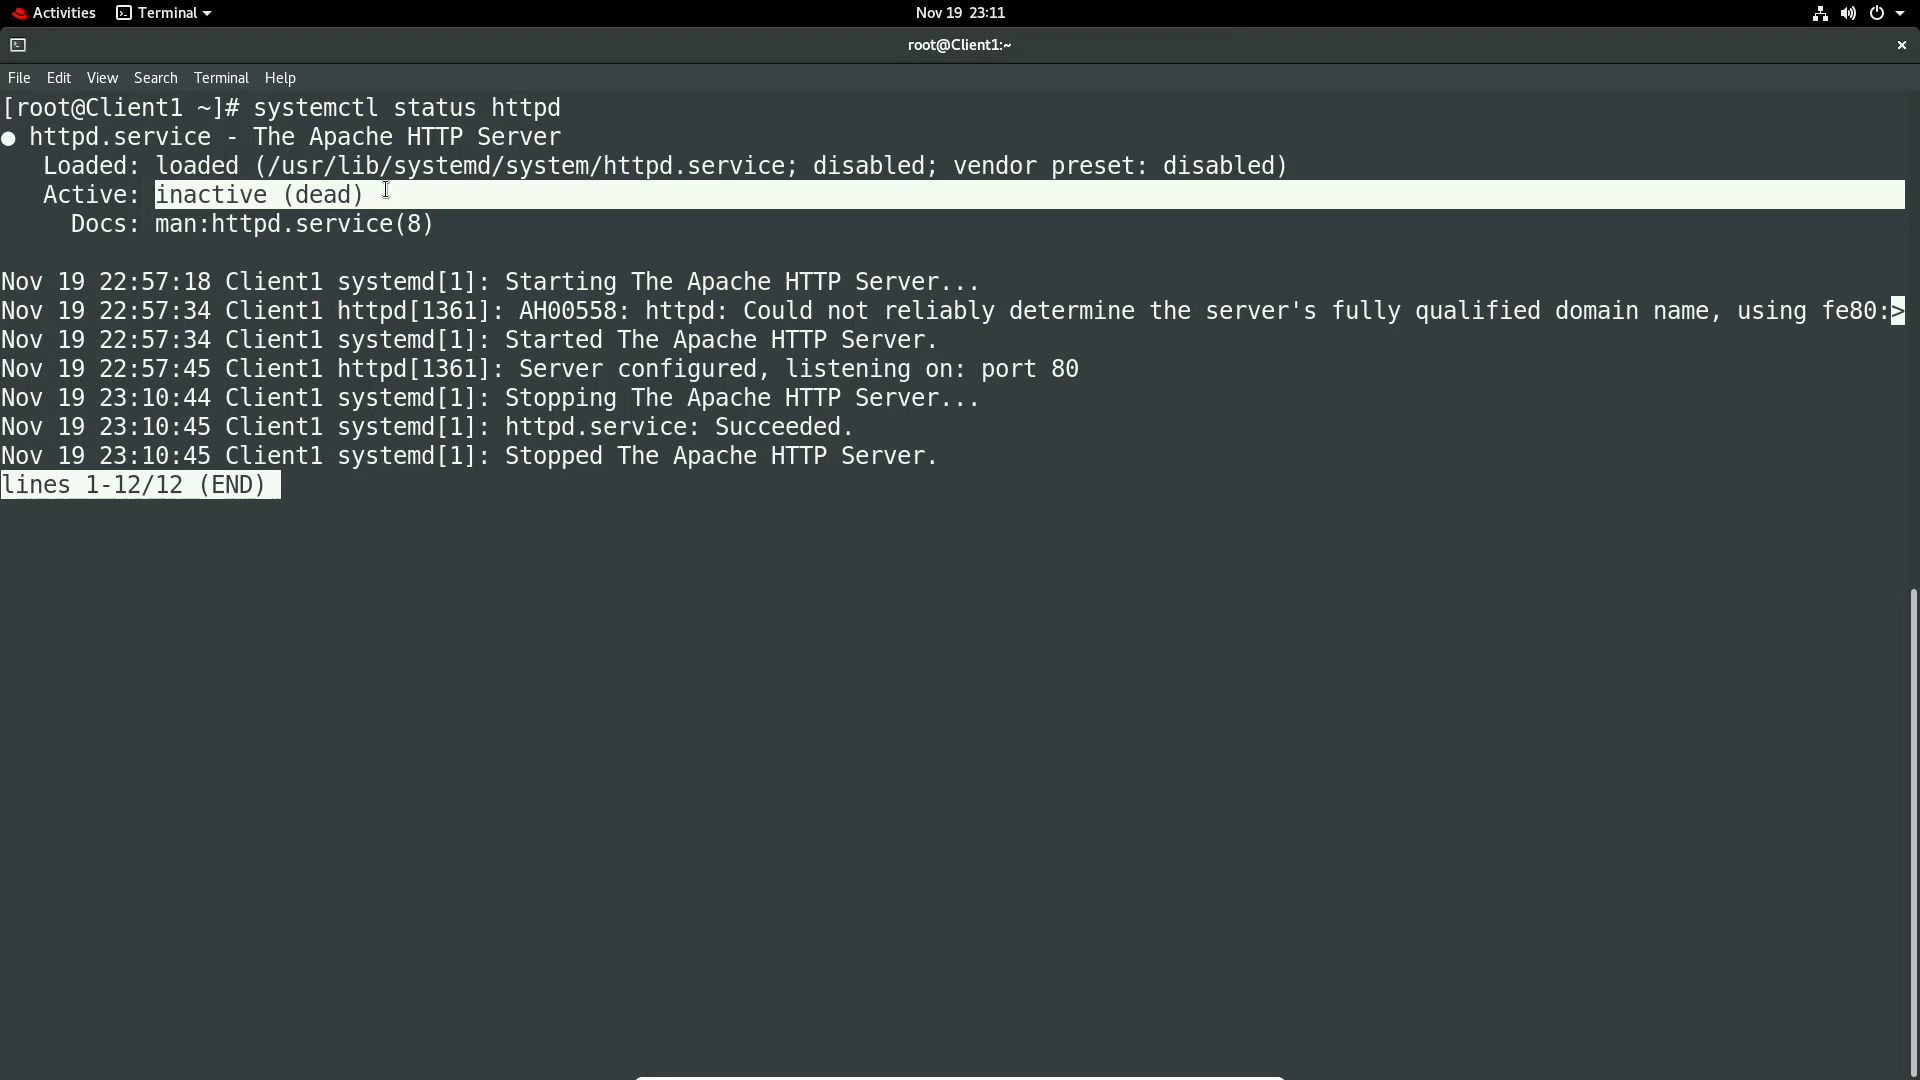 Activities Terminal Nov 19 23:11
root@Client1:~ ×
File Edit View Search Terminal Help
[root@Client1 ~]# systemctl status httpd
● httpd.service - The Apache HTTP Server
   Loaded: loaded (/usr/lib/systemd/system/httpd.service; disabled; vendor preset: disabled)
   Active: inactive (dead)
     Docs: man:httpd.service(8)
Nov 19 22:57:18 Client1 systemd[1]: Starting The Apache HTTP Server...
Nov 19 22:57:34 Client1 httpd[1361]: AH00558: httpd: Could not reliably determine the server's fully qualified domain name, using fe80:>
Nov 19 22:57:34 Client1 systemd[1]: Started The Apache HTTP Server.
Nov 19 22:57:45 Client1 httpd[1361]: Server configured, listening on: port 80
Nov 19 23:10:44 Client1 systemd[1]: Stopping The Apache HTTP Server...
Nov 19 23:10:45 Client1 systemd[1]: httpd.service: Succeeded.
Nov 19 23:10:45 Client1 systemd[1]: Stopped The Apache HTTP Server.
lines 1-12/12 (END)